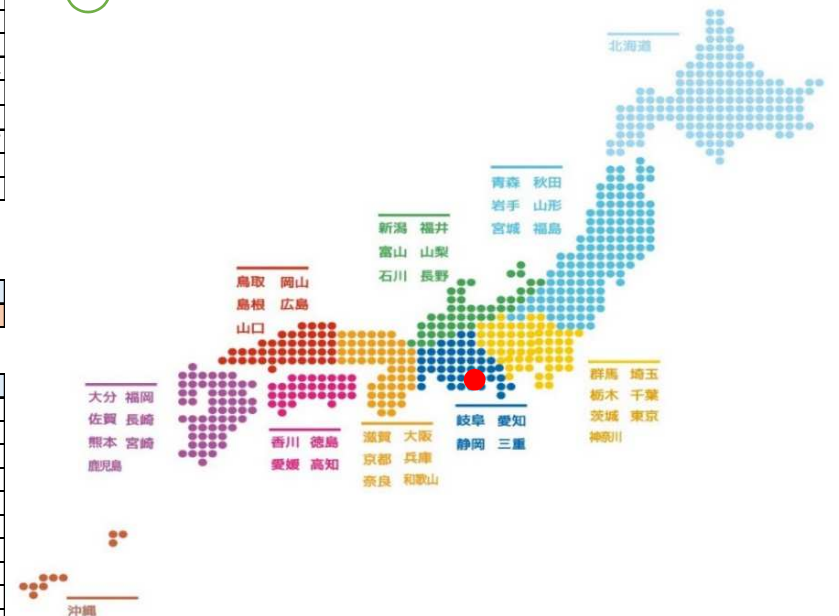 北海道
青森 秋田
岩手 山形
宮城 福島
新潟 福井
富山 山梨
石川 長野
鳥取 岡山
島根 広島
山口
群馬 埼玉
栃木 千葉
茨城 東京
神奈川
大分 福岡
佐賀 長崎
熊本 宮崎
鹿児島
香川 徳島
愛媛 高知
滋賀 大阪
京都 兵庫
奈良 和歌山
岐阜 愛知
静岡 三重
沖縄